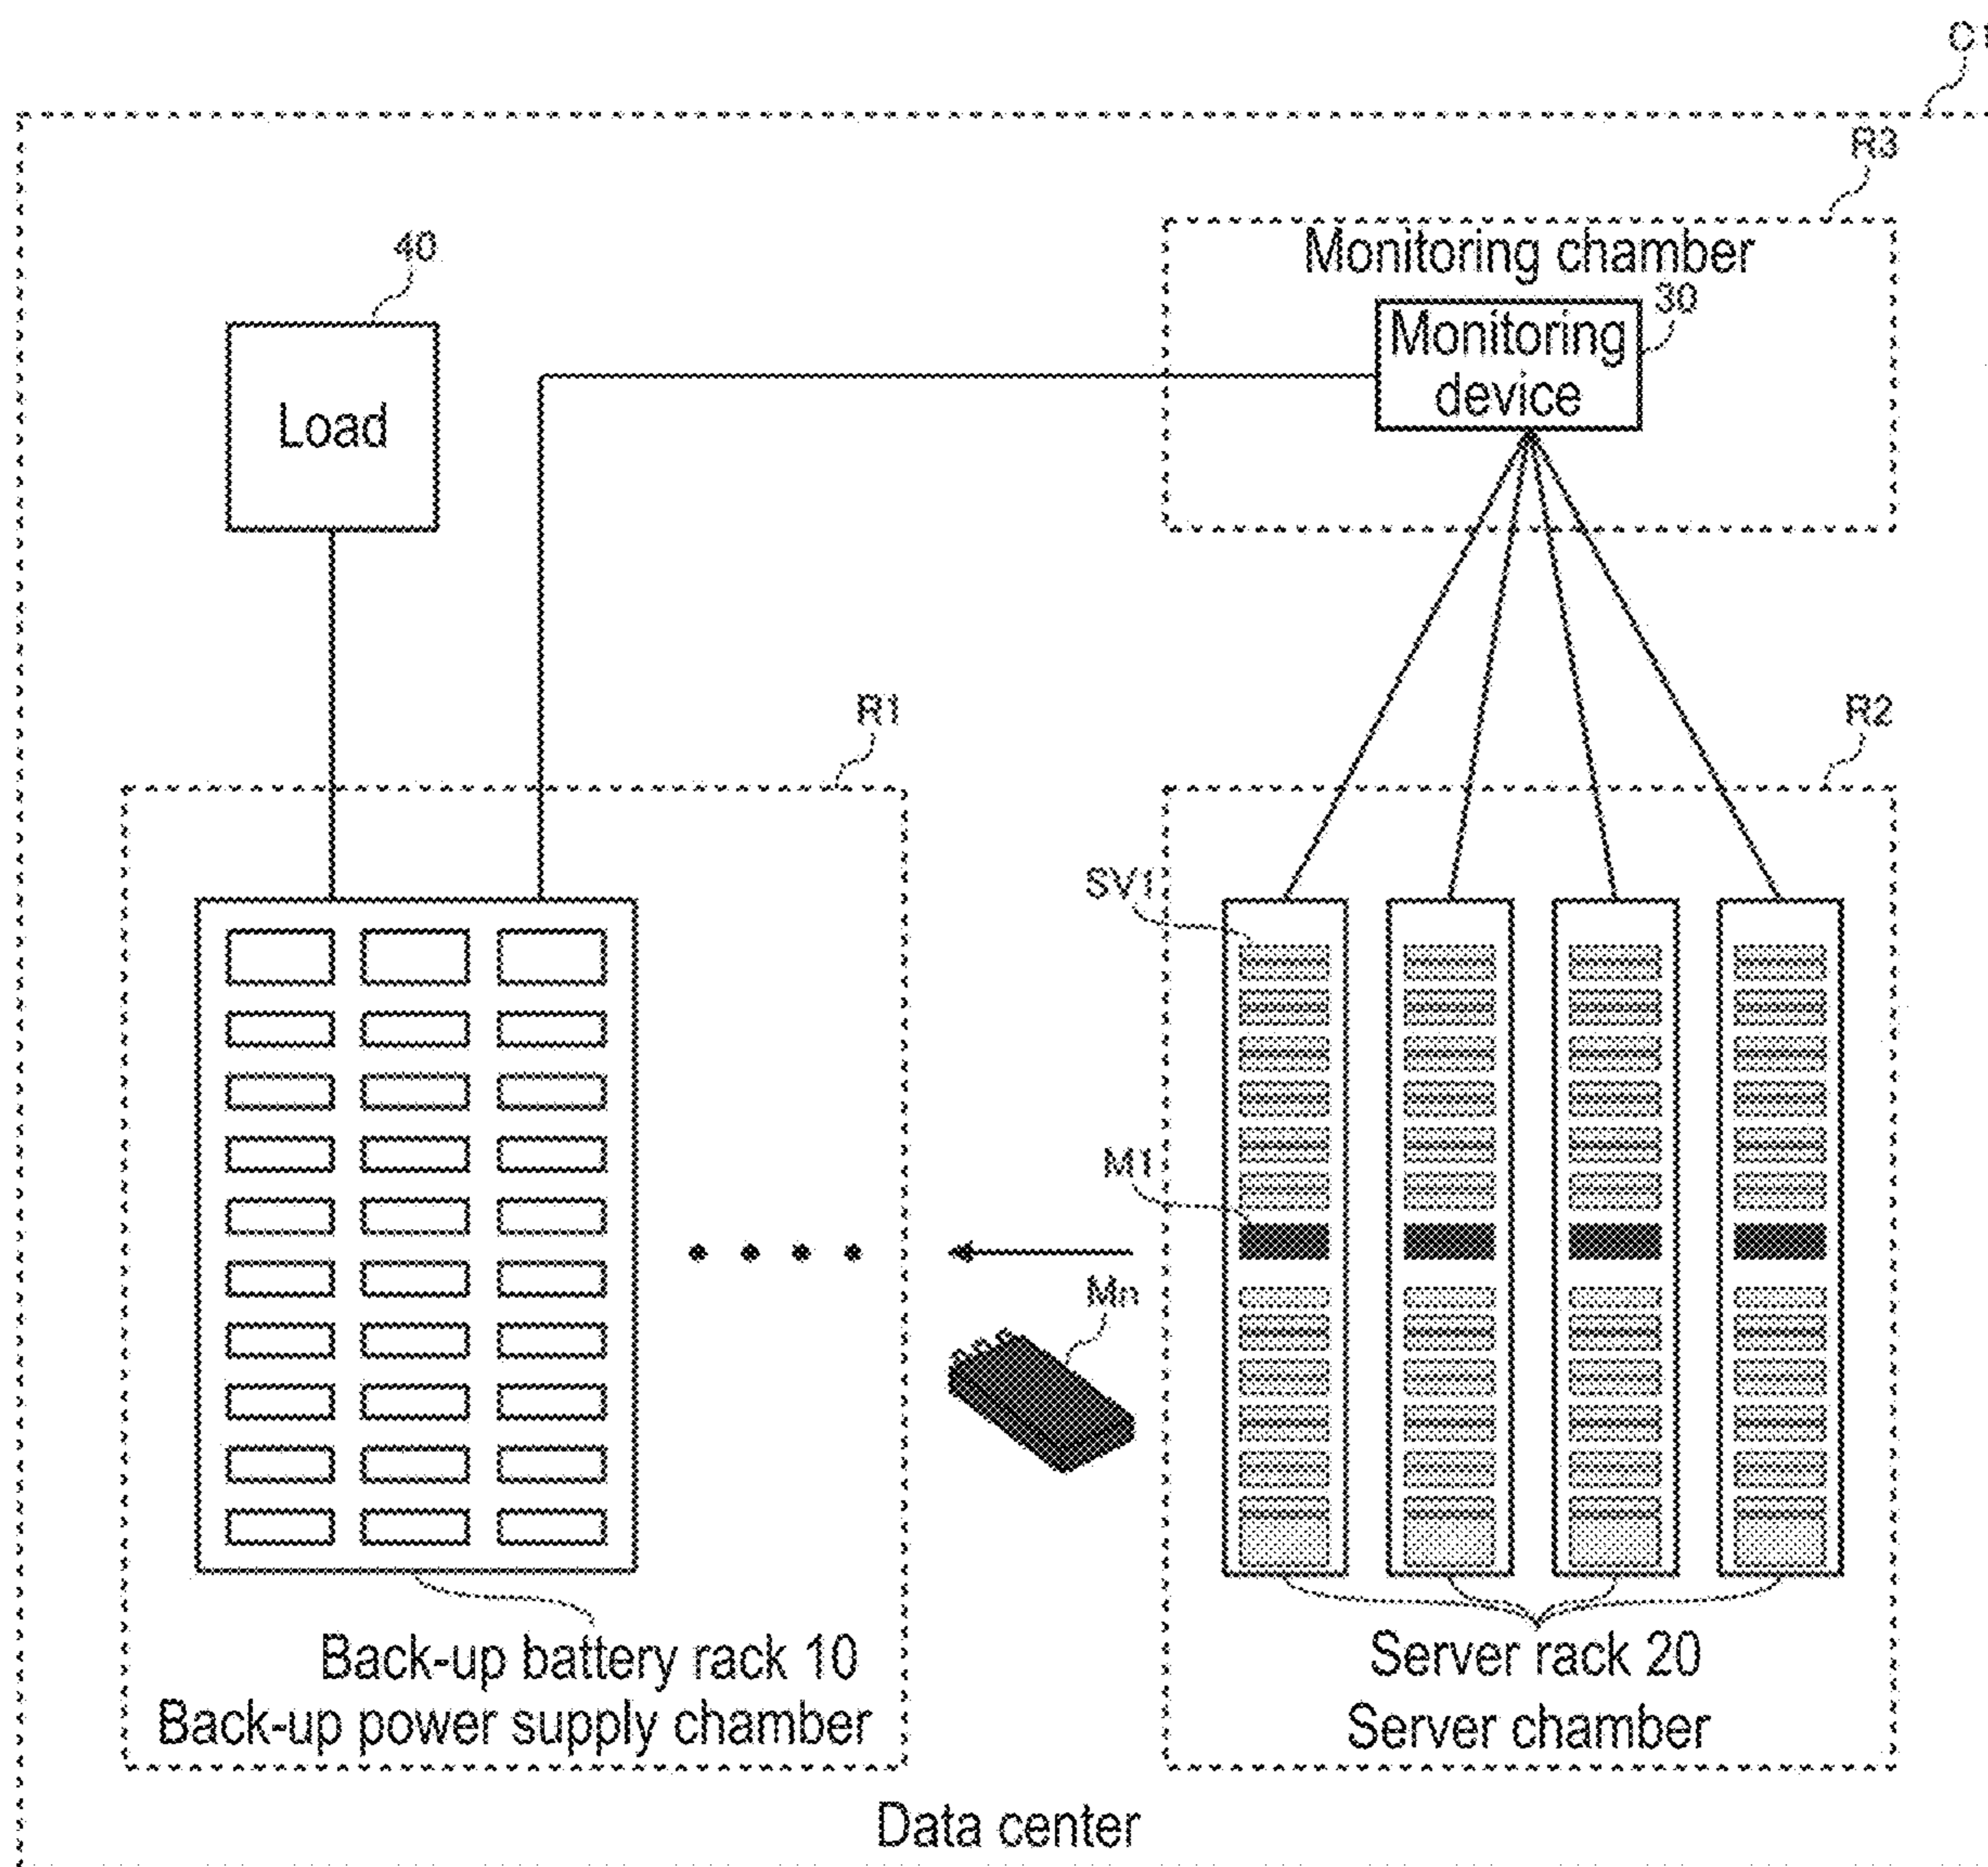 C1
R3
Monitoring chamber
40
30
Monitoring
device
Load
R1
R2
SV1
M1
Mn
Back-up battery rack 10
Back-up power supply chamber
Server rack 20
Server chamber
Data center